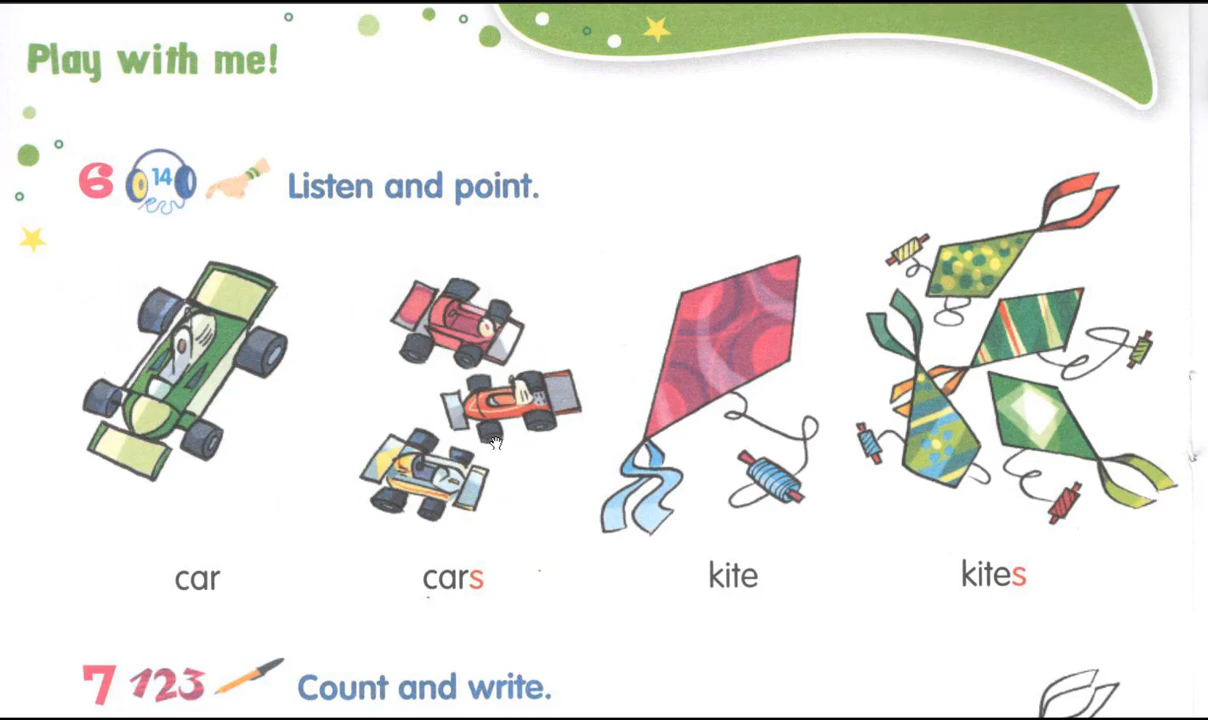 Play with me!
6 14 Listen and point.
car cars kite kites
7 123 Count and write.